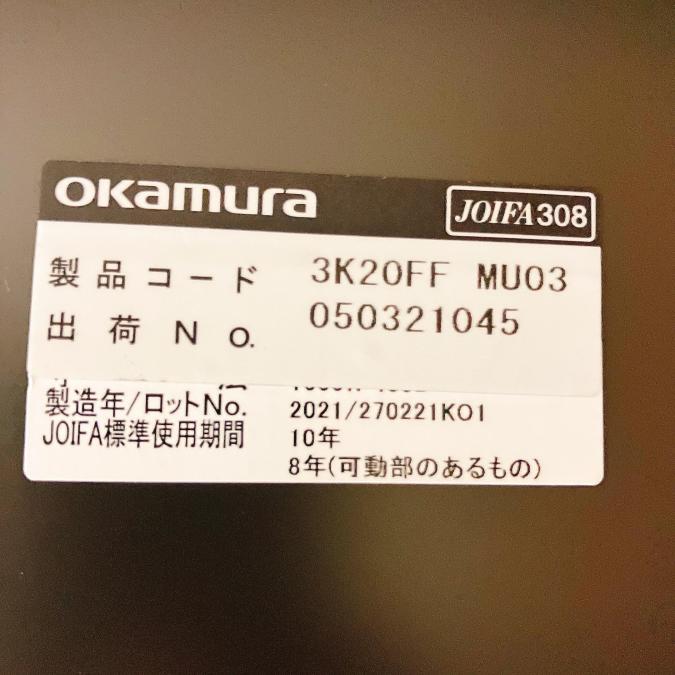 okamura
JOIFA308
製品コード 3K20FF MU03
出荷No. 050321045
製造年/ロットNo. 2021/270221KO1
JOIFA標準使用期間 10年
8年(可動部のあるもの)